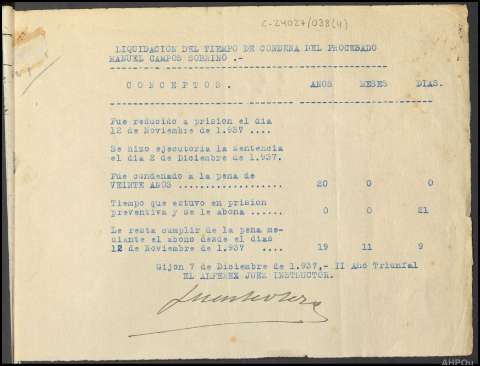 C-24027/038(4)
LIQUIDACION DEL TIEMPO DE CONDENA DEL PROCESADO
MANUEL CAMPOS SOBRINO .-
C O N C E P T O S .    AÑOS    MESES    DIAS.
Fue reducido a prision el dia
12 de Noviembre de 1.937 ....
Se hizo ejecutoria la sentencia
el dia 2 de Diciembre de 1.937.
Fue condenado a la pena de
VEINTE AÑOS ................... 20 0 0
Tiempo que estuvo en prision
preventiva y se le abona ...... 0 0 21
Le resta cumplir de la pena me-
diante el abono desde el dias
12 de Noviembre de 1.937 .... 19 11 9
Gijon 7 de Diciembre de 1.937,- II Año Triunfal
EL ALFEREZ JUEZ INSTRUCTOR.
AHPOu